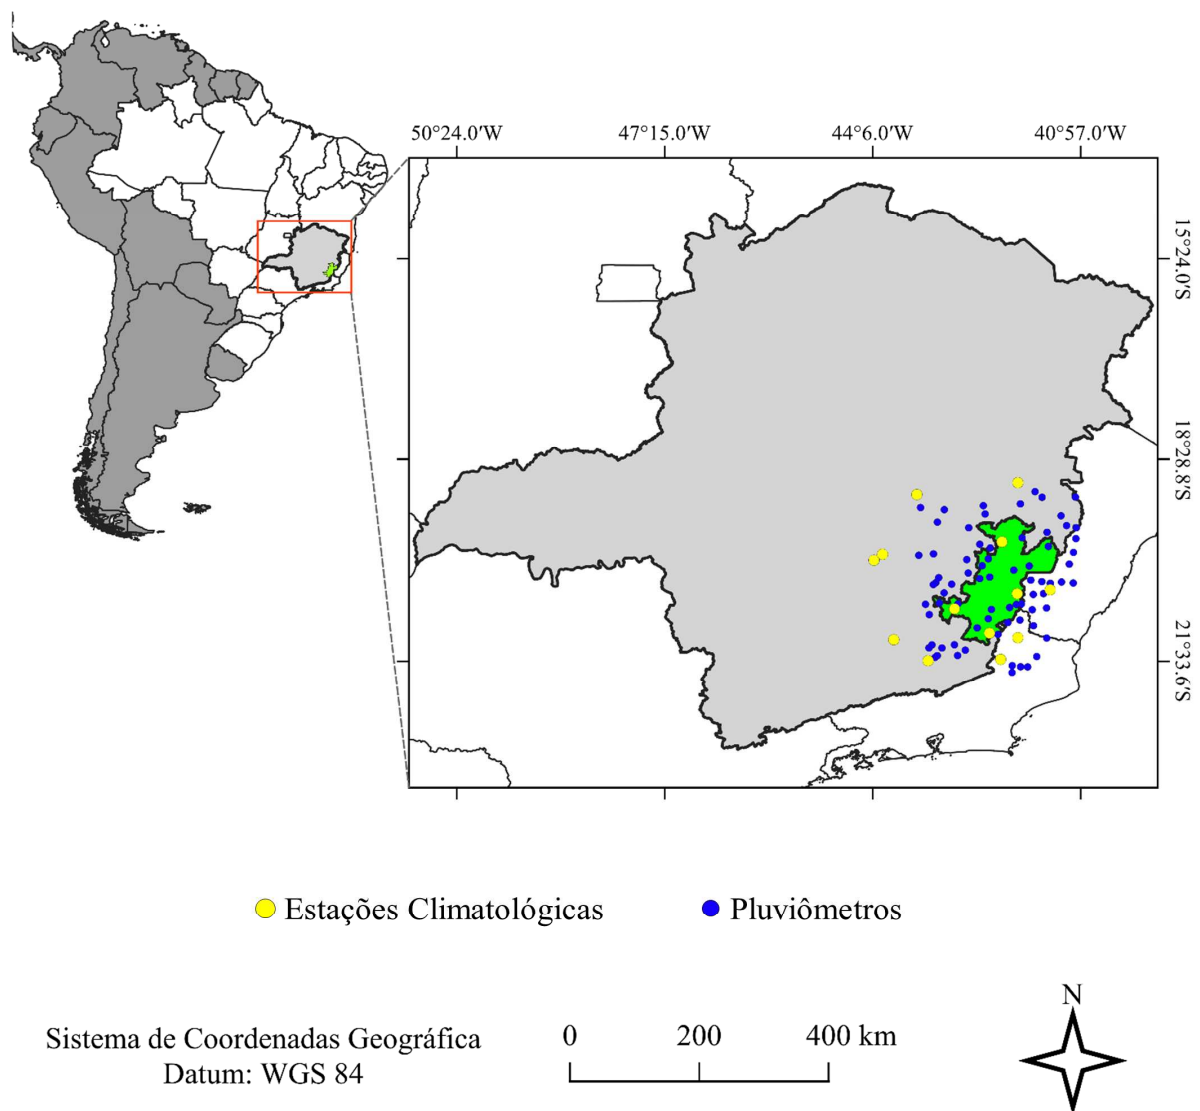 50°24.0'W 47°15.0'W 44°6.0'W 40°57.0'W
15°24.0'S
18°28.8'S
21°33.6'S
Estações Climatológicas Pluviômetros
N
Sistema de Coordenadas Geográfica
Datum: WGS 84
0 200 400 km